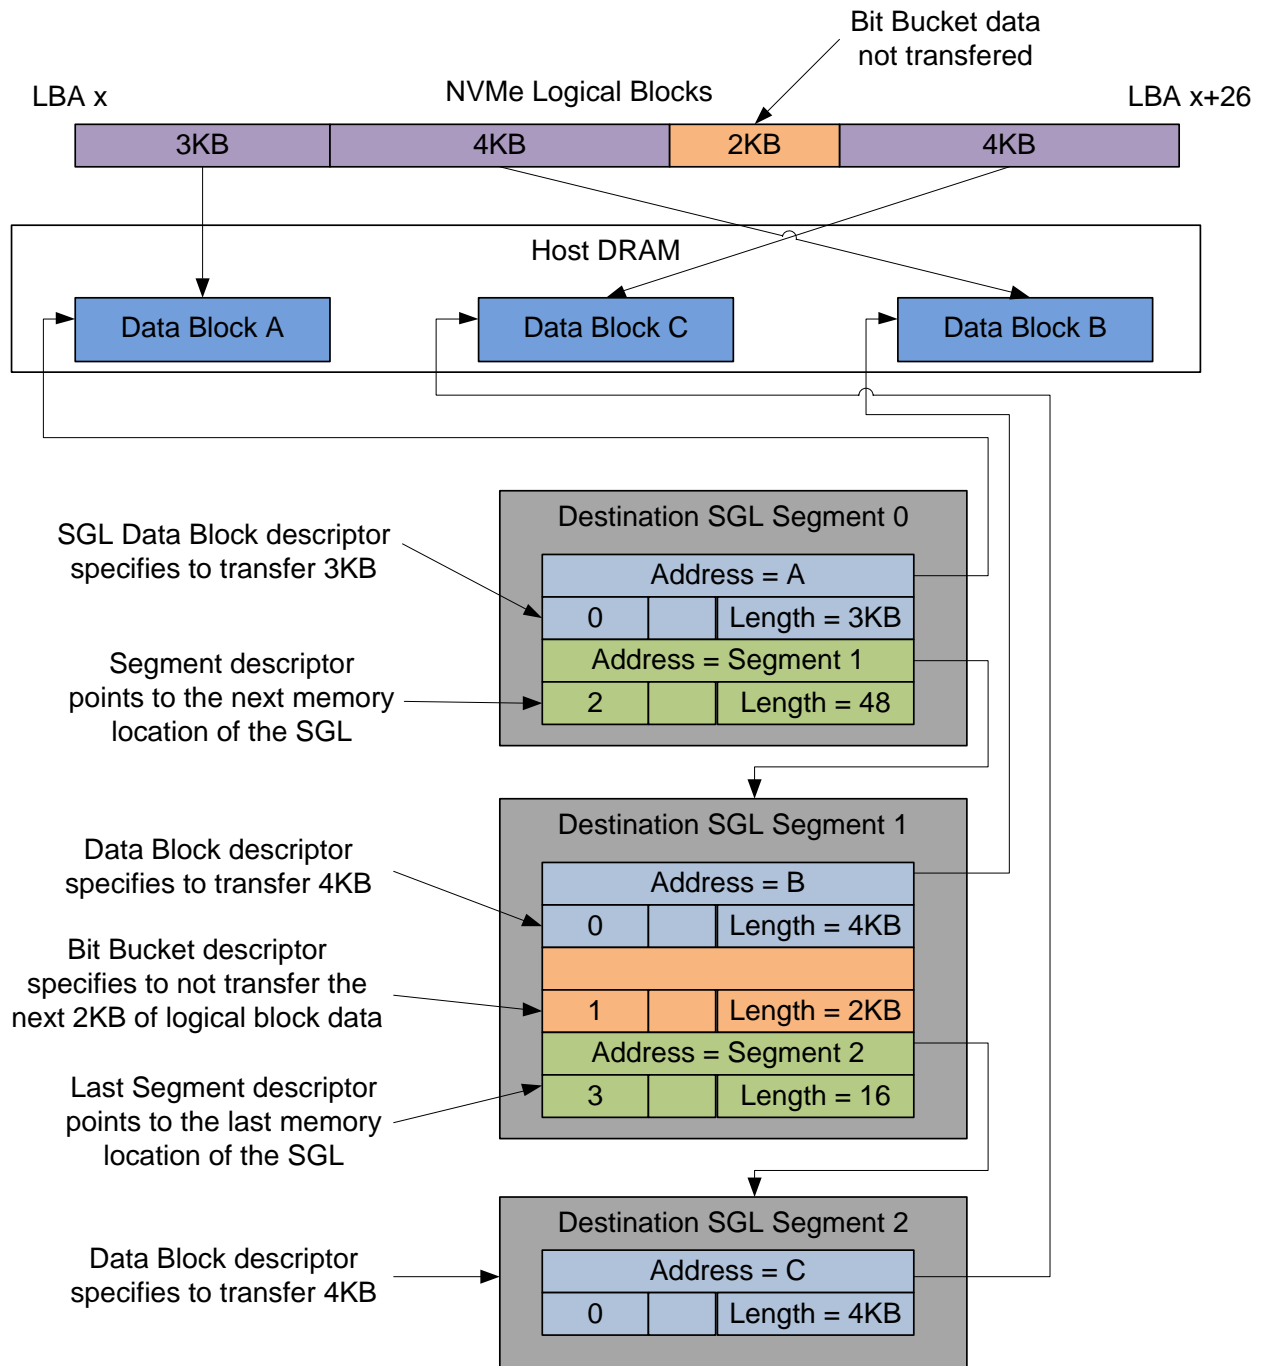 Bit Bucket data
not transfered
LBA x
NVMe Logical Blocks
LBA x+26
3KB
4KB
2KB
4KB
Host DRAM
Data Block A
Data Block C
Data Block B
Destination SGL Segment 0
SGL Data Block descriptor
specifies to transfer 3KB
Address = A
0
Length = 3KB
Segment descriptor
points to the next memory
location of the SGL
Address = Segment 1
2
Length = 48
Destination SGL Segment 1
Data Block descriptor
specifies to transfer 4KB
Address = B
0
Length = 4KB
Bit Bucket descriptor
specifies to not transfer the
next 2KB of logical block data
1
Length = 2KB
Address = Segment 2
Last Segment descriptor
points to the last memory
location of the SGL
3
Length = 16
Destination SGL Segment 2
Data Block descriptor
specifies to transfer 4KB
Address = C
0
Length = 4KB